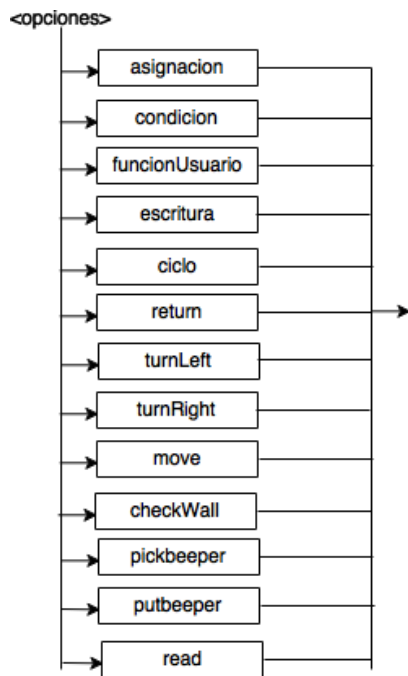 <opciones>
asignacion
condicion
funcionUsuario
escritura
ciclo
return
turnLeft
turnRight
move
checkWall
pickbeeper
putbeeper
read